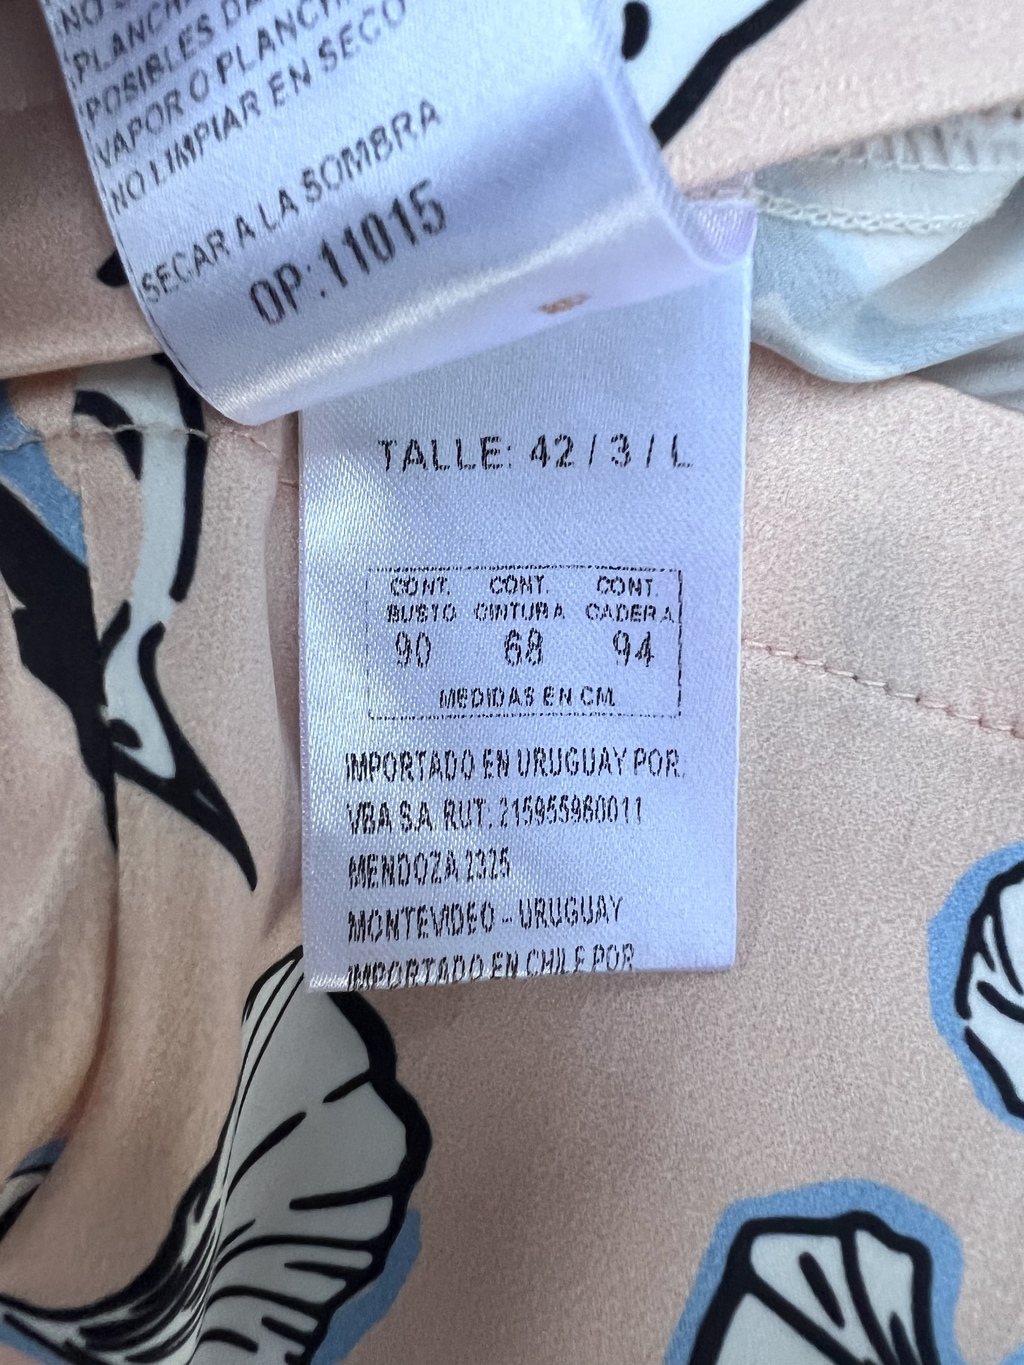 PLANCHA
POSIBLES DA
VAPOR O PLANCHA
NO LIMPIAR EN SECO
SECAR A LA SOMBRA
OP:11015
TALLE: 42 / 3 / L
CONT. CONT. CONT.
BUSTO CINTURA CADERA
90 68 94
MEDIDAS EN CM.
IMPORTADO EN URUGUAY POR.
VBA S.A. RUT: 215955960011
MENDOZA 2325
MONTEVIDEO - URUGUAY
IMPORTADO EN CHILE POR